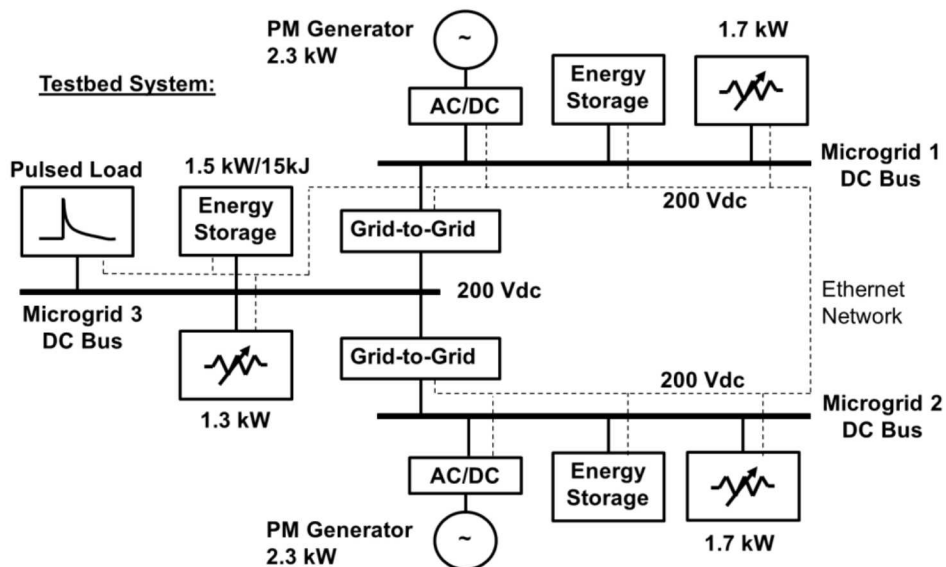 PM Generator
2.3 kW
~
1.7 kW
Testbed System:
AC/DC
Energy
Storage
Microgrid 1
DC Bus
Pulsed Load
1.5 kW/15kJ
200 Vdc
Energy
Storage
Grid-to-Grid
200 Vdc
Ethernet
Network
Microgrid 3
DC Bus
Grid-to-Grid
1.3 kW
200 Vdc
Microgrid 2
DC Bus
AC/DC
Energy
Storage
PM Generator
2.3 kW
~
1.7 kW